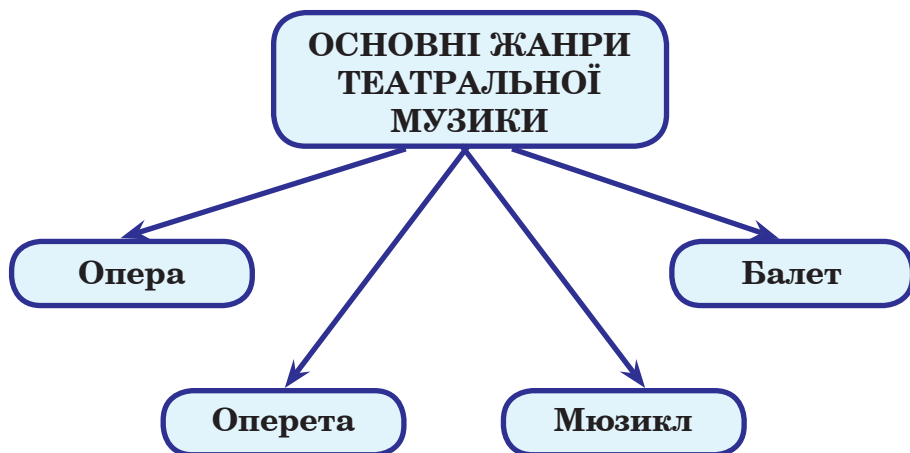 ОСНОВНІ ЖАНРИ
ТЕАТРАЛЬНОЇ
МУЗИКИ
Опера
Балет
Оперета
Мюзикл